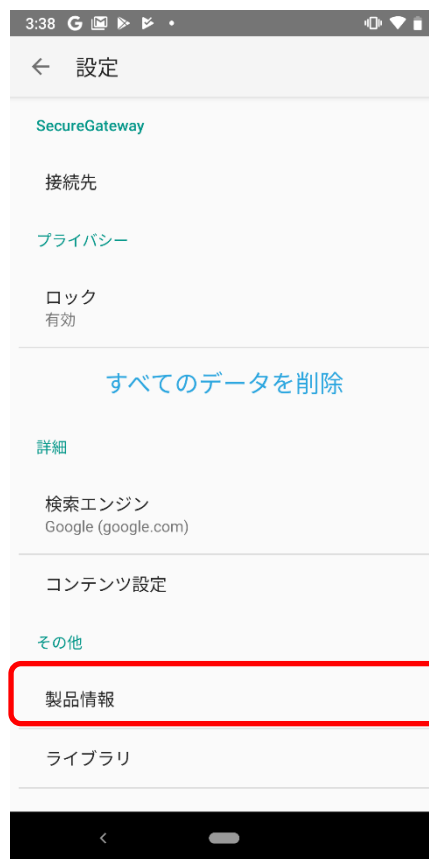 3:38
設定
SecureGateway
接続先
プライバシー
ロック
有効
すべてのデータを削除
詳細
検索エンジン
Google (google.com)
コンテンツ設定
その他
製品情報
ライブラリ